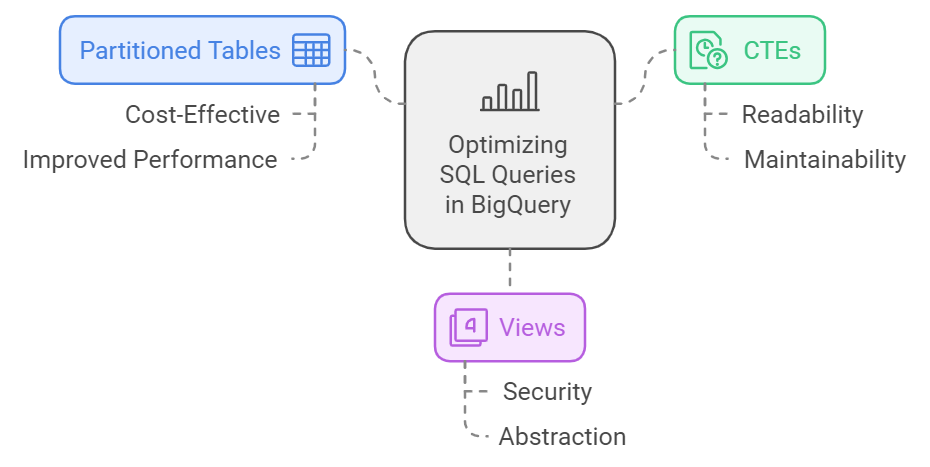 Partitioned Tables
Cost-Effective
Improved Performance
Optimizing
SQL Queries
in BigQuery
CTEs
Readability
Maintainability
Views
Security
Abstraction